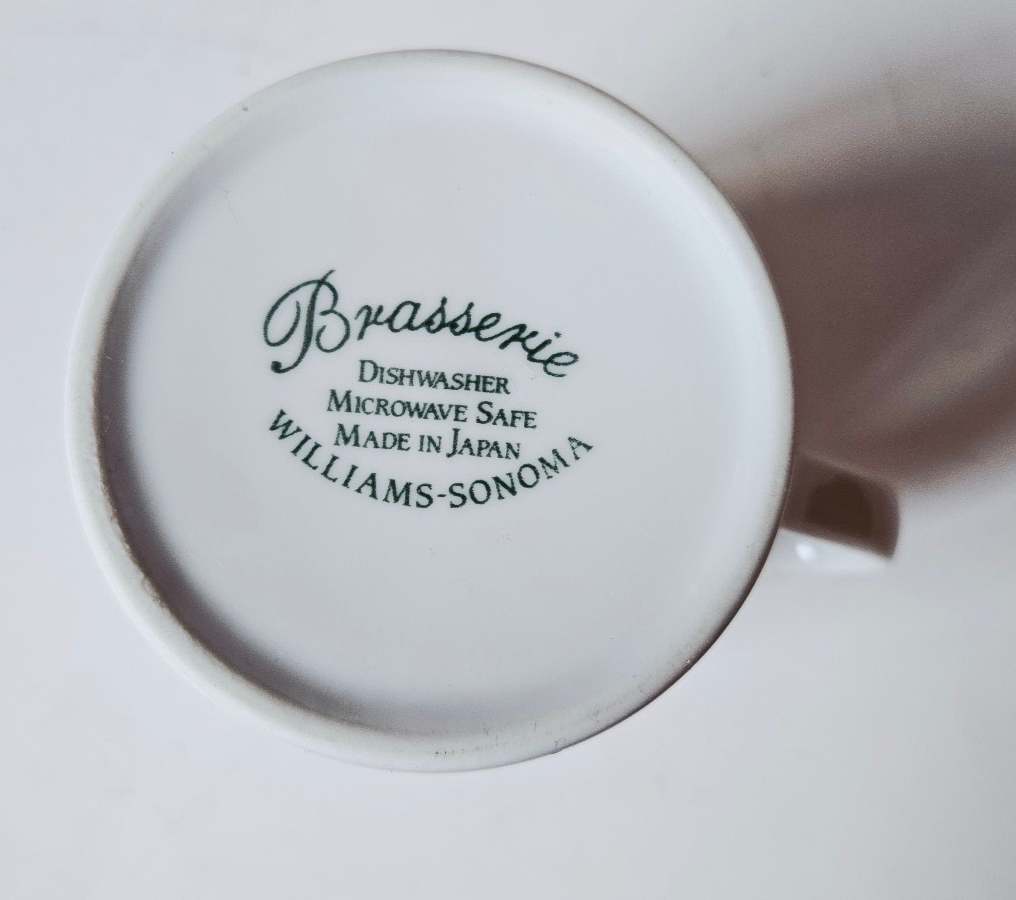 Brasserie
DISHWASHER
MICROWAVE SAFE
MADE IN JAPAN
WILLIAMS-SONOMA